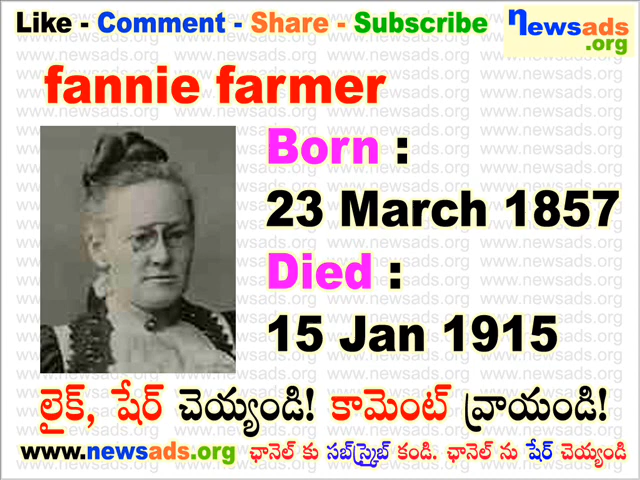 Like - Comment - Share - Subscribe
newsads
.org
fannie farmer
Born :
23 March 1857
Died :
15 Jan 1915
లైక్, షేర్ చెయ్యండి! కామెంట్ వ్రాయండి!
www.newsads.org ఛానెల్ కు సబ్‌స్క్రైబ్ కండి. ఛానెల్ ను షేర్ చెయ్యండి